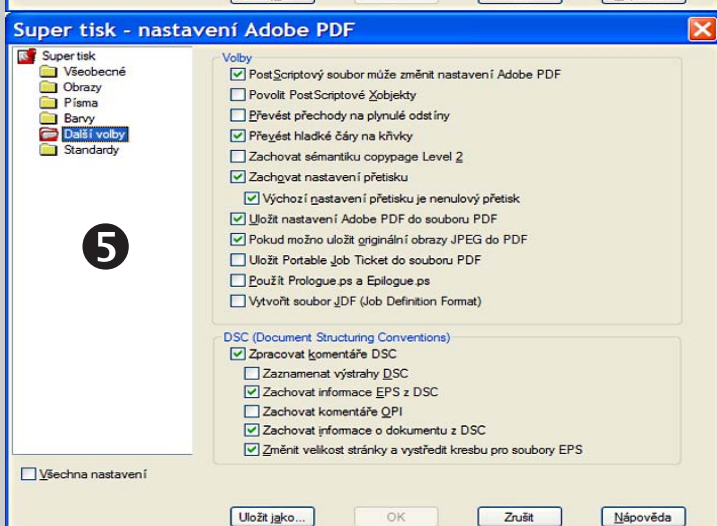 Super tisk - nastavení Adobe PDF
Super tisk
Všeobecné
Obrazy
Písma
Barvy
Další volby
Standardy
5
Všechna nastavení
Volby
PostScriptový soubor může změnit nastavení Adobe PDF
Povolit PostScriptové Xobjekty
Převést přechody na plynulé odstíny
Převést hladké čáry na křivky
Zachovat sémantiku copypage Level 2
Zachovat nastavení přetisku
Výchozí nastavení přetisku je nenulový přetisk
Uložit nastavení Adobe PDF do souboru PDF
Pokud možno uložit originální obrazy JPEG do PDF
Uložit Portable Job Ticket do souboru PDF
Použít Prologue.ps a Epilogue.ps
Vytvořit soubor JDF (Job Definition Format)
DSC (Document Structuring Conventions)
Zpracovat komentáře DSC
Zaznamenat výstrahy DSC
Zachovat informace EPS z DSC
Zachovat komentáře OPI
Zachovat informace o dokumentu z DSC
Změnit velikost stránky a vystředit kresbu pro soubory EPS
Uložit jako... OK Zrušit Nápověda